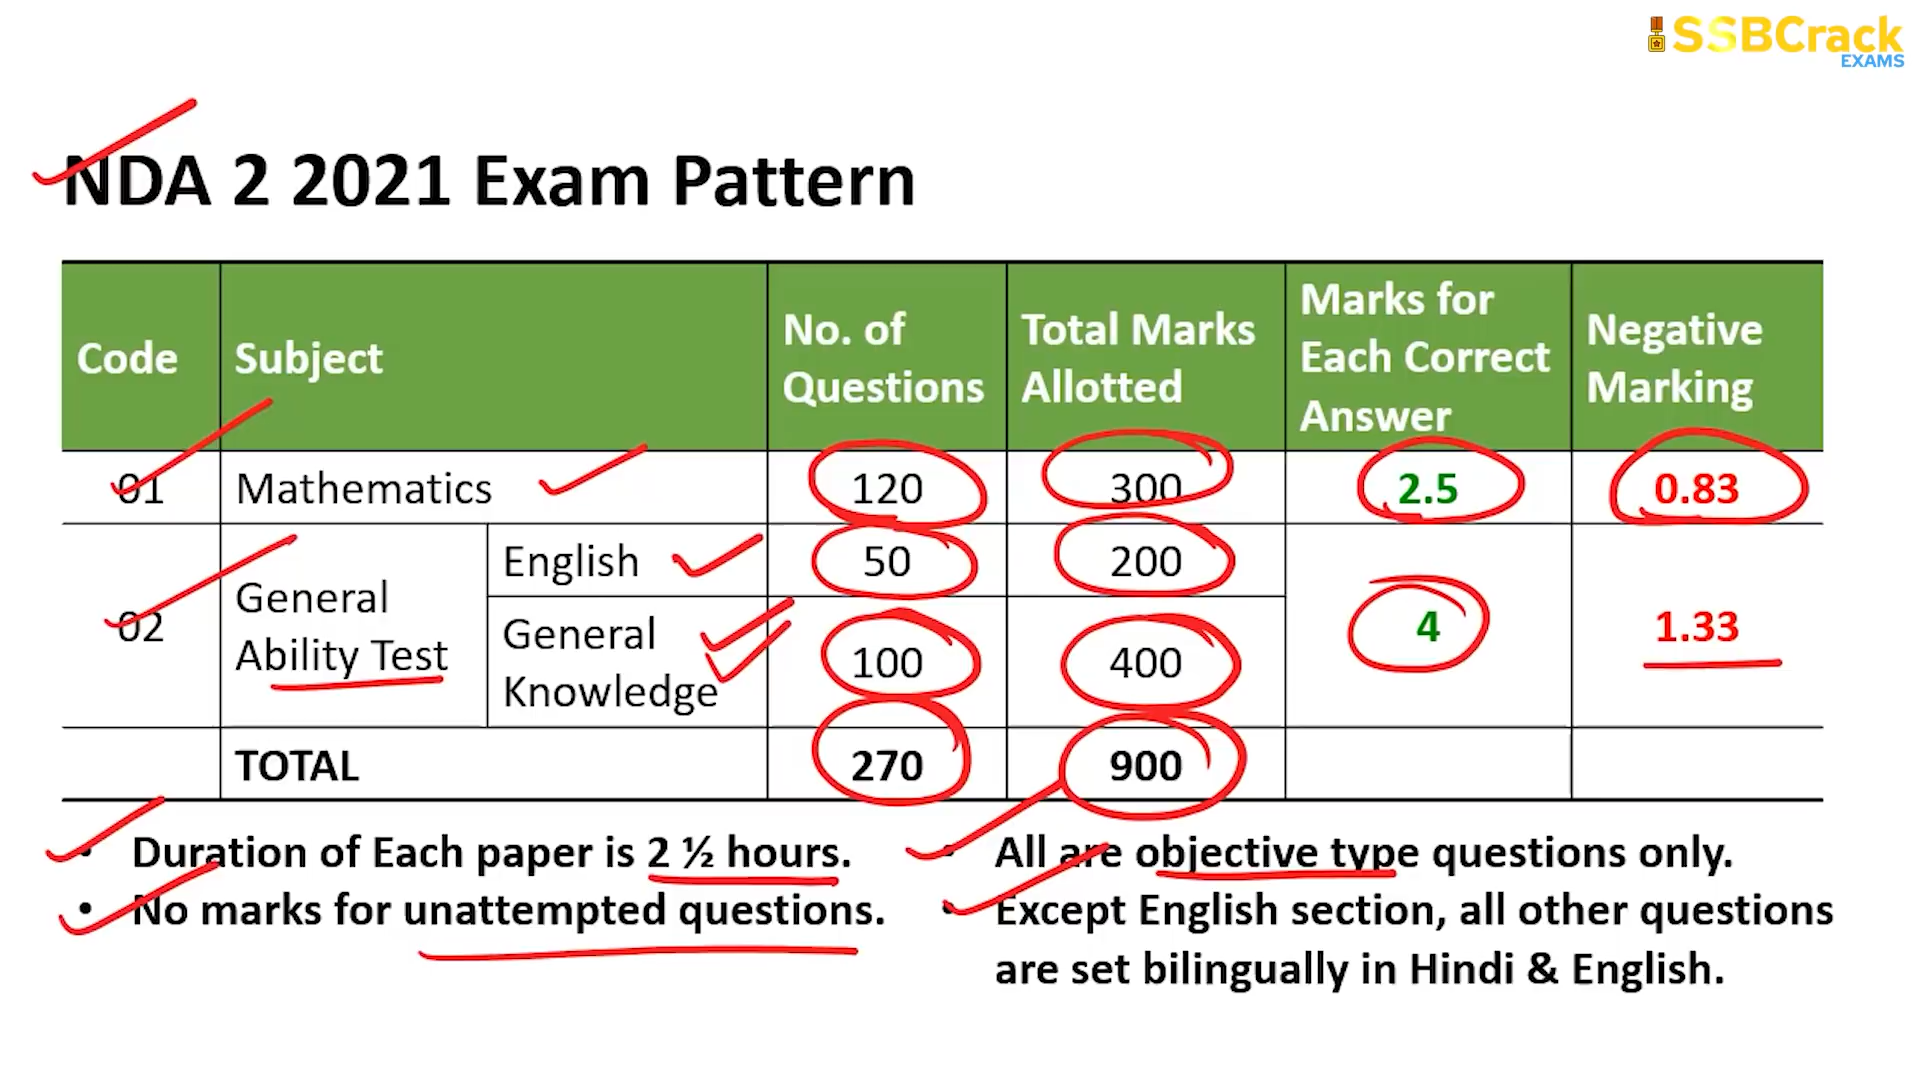 SSBCrack
EXAMS
NDA 2 2021 Exam Pattern
Code
Subject
No. of
Questions
Total Marks
Allotted
Marks for
Each Correct
Answer
Negative
Marking
01
Mathematics
120
300
2.5
0.83
02
General
Ability Test
English
50
200
4
1.33
General
Knowledge
100
400
TOTAL
270
900
• Duration of Each paper is 2 ½ hours.
• No marks for unattempted questions.
• All are objective type questions only.
• Except English section, all other questions
are set bilingually in Hindi & English.